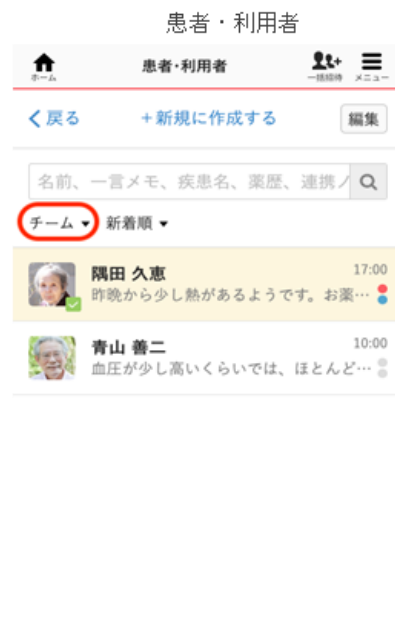 患者・利用者
患者・利用者
ホーム
一括招待
メニュー
戻る
+新規に作成する
編集
名前、一言メモ、疾患名、薬歴、連携ノ
チーム ▼ 新着順 ▼
隅田 久恵 17:00
昨晩から少し熱があるようです。お薬…
青山 善二 10:00
血圧が少し高いくらいでは、ほとんど…